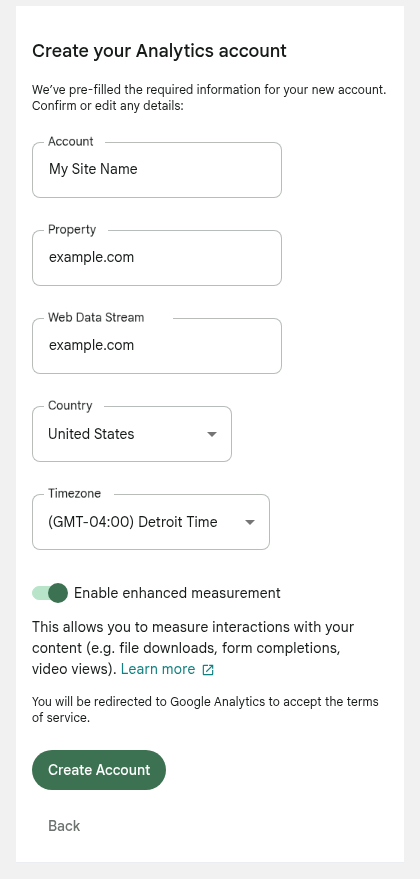 Create your Analytics account
We've pre-filled the required information for your new account.
Confirm or edit any details:
Account
My Site Name
Property
example.com
Web Data Stream
example.com
Country
United States
Timezone
(GMT-04:00) Detroit Time
Enable enhanced measurement
This allows you to measure interactions with your
content (e.g. file downloads, form completions,
video views). Learn more
You will be redirected to Google Analytics to accept the terms
of service.
Create Account
Back